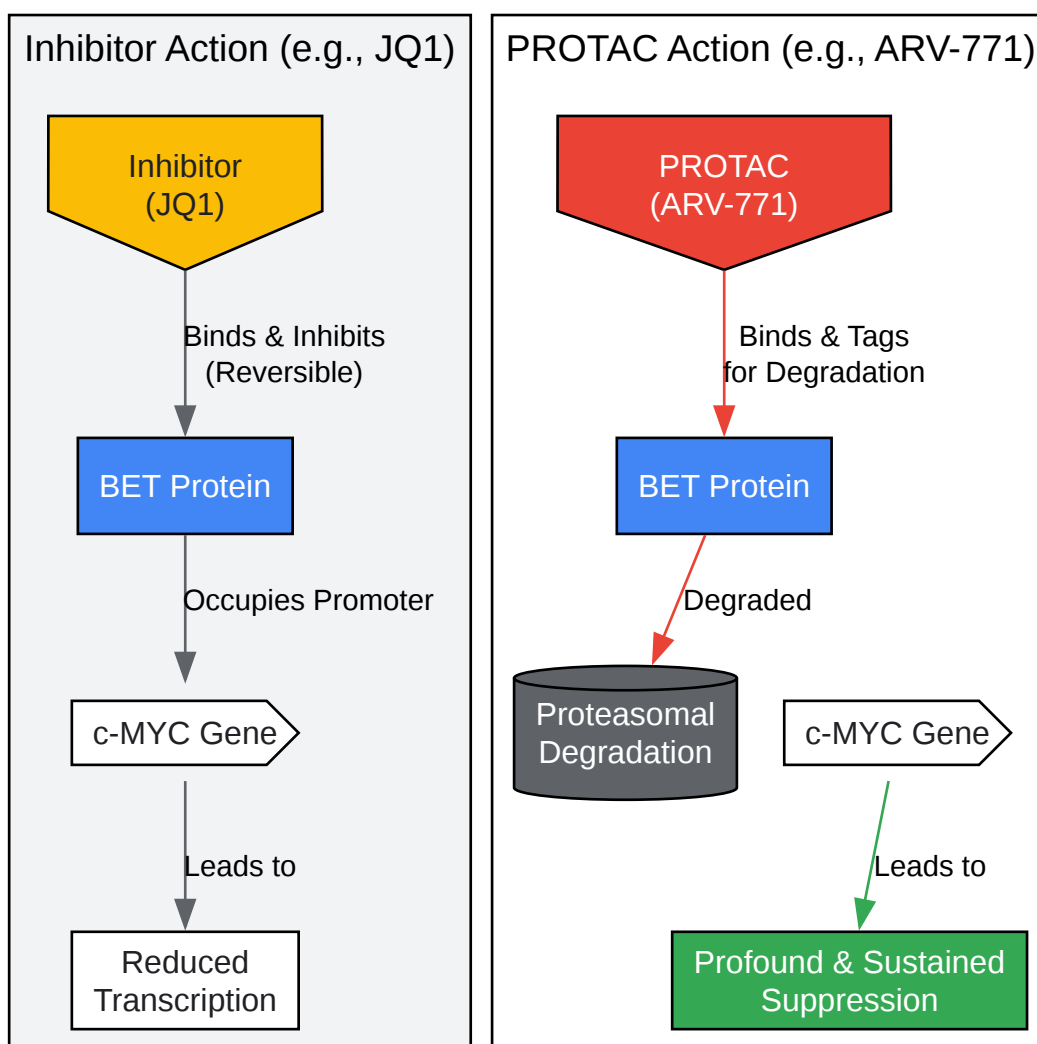 Inhibitor Action (e.g., JQ1)
Inhibitor
(JQ1)
Binds & Inhibits
(Reversible)
BET Protein
Occupies Promoter
c-MYC Gene
Leads to
Reduced
Transcription
PROTAC Action (e.g., ARV-771)
PROTAC
(ARV-771)
Binds & Tags
for Degradation
BET Protein
Degraded
Proteasomal
Degradation
c-MYC Gene
Leads to
Profound & Sustained
Suppression